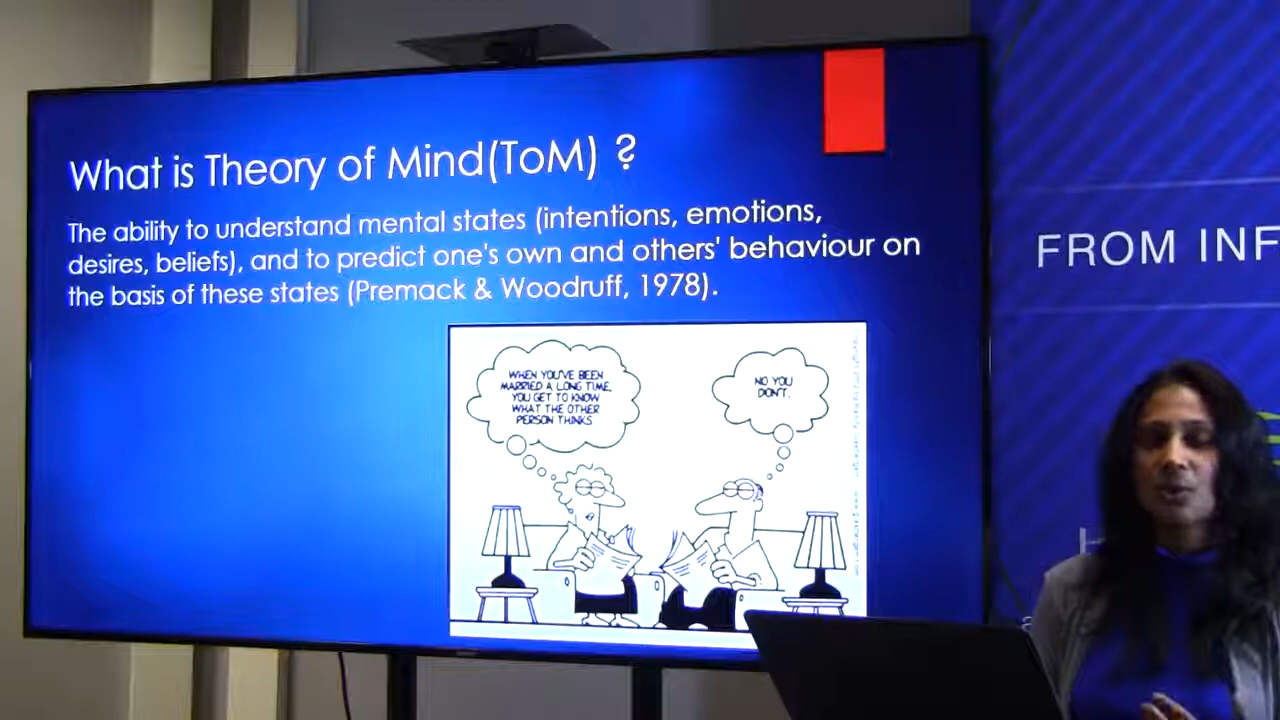 What is Theory of Mind(ToM) ?
The ability to understand mental states (intentions, emotions,
desires, beliefs), and to predict one's own and others' behaviour on
the basis of these states (Premack & Woodruff, 1978).
WHEN YOU'VE BEEN
MARRIED A LONG TIME,
YOU GET TO KNOW
WHAT THE OTHER
PERSON THINKS
NO YOU
DON'T.
FROM INF